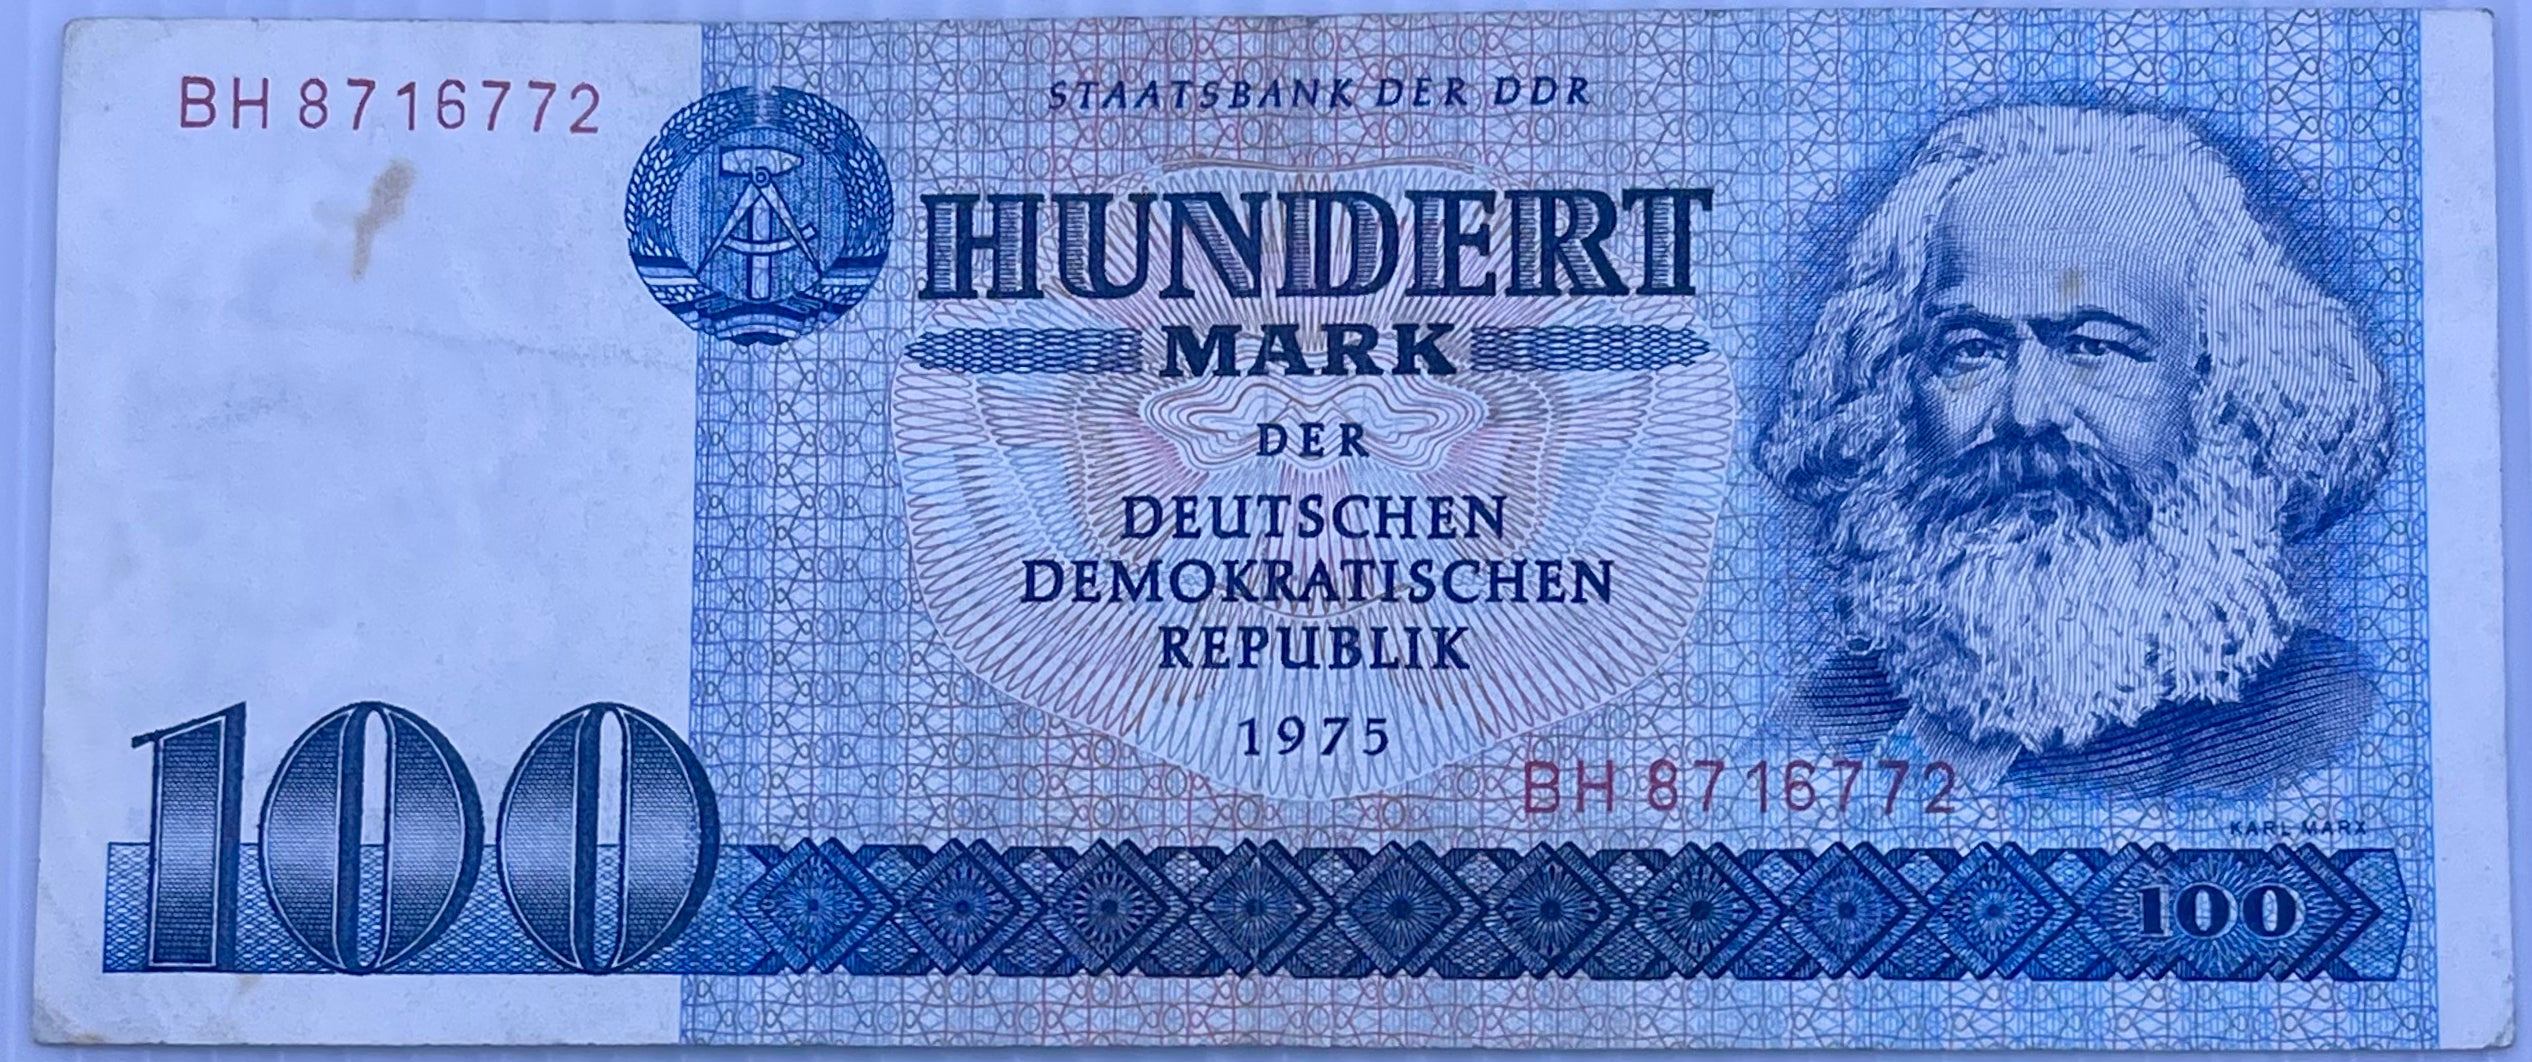 BH 8716772
STAATSBANK DER DDR
HUNDERT
MARK
DER
DEUTSCHEN
DEMOKRATISCHEN
REPUBLIK
1975
BH 8716772
KARL MARX
100
100